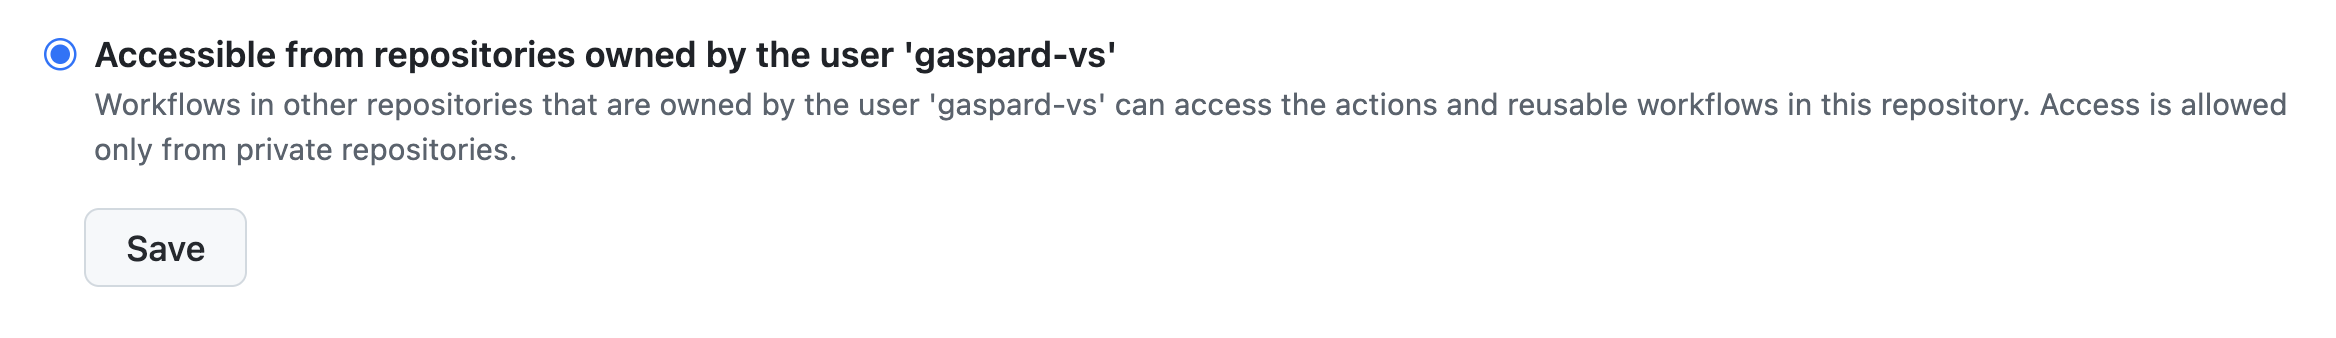 Accessible from repositories owned by the user 'gaspard-vs'
Workflows in other repositories that are owned by the user 'gaspard-vs' can access the actions and reusable workflows in this repository. Access is allowed
only from private repositories.
Save